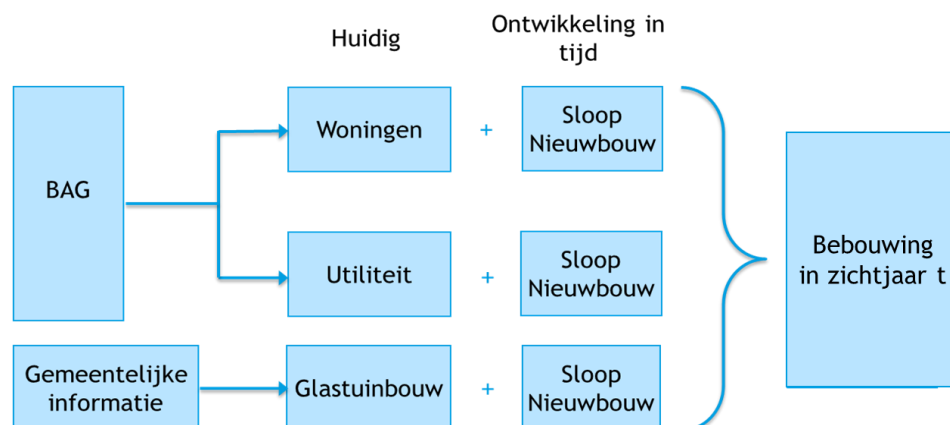 Huidig
Ontwikkeling in
tijd
BAG
Woningen
+
Sloop
Nieuwbouw
Utiliteit
+
Sloop
Nieuwbouw
Gemeentelijke
informatie
Glastuinbouw
+
Sloop
Nieuwbouw
Bebouwing
in zichtjaar t